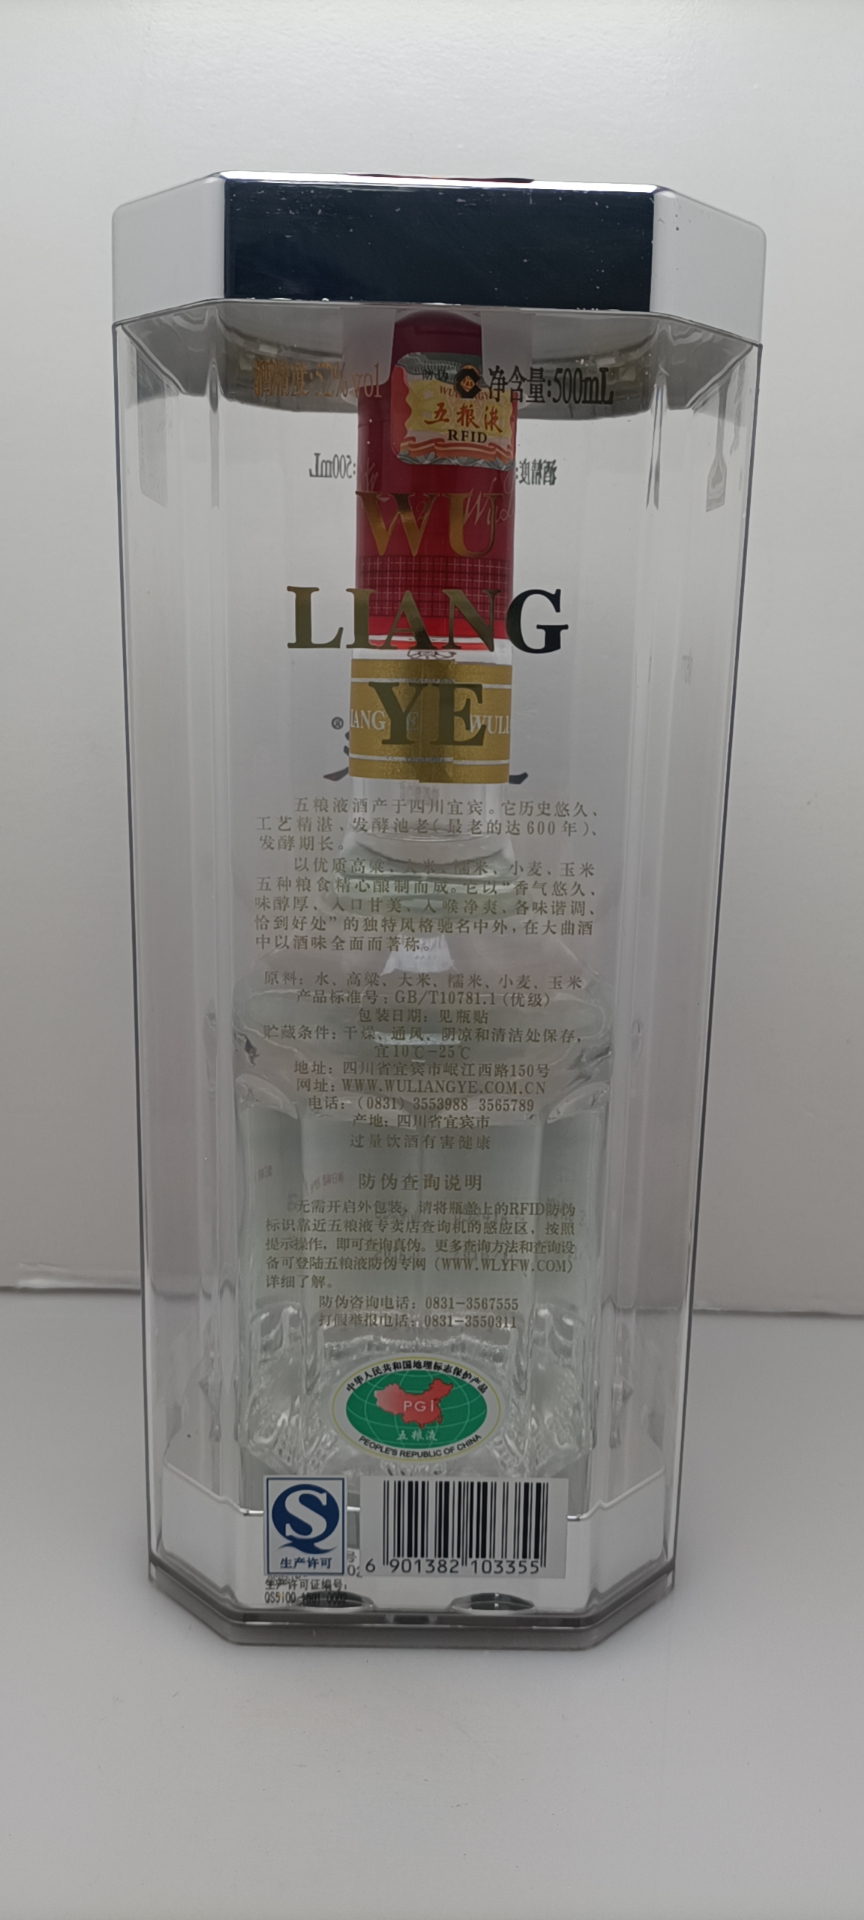 酒精度:52%vol 净含量:500mL
防伪
五粮液
RFID
WU
LIANG
YE
五粮液酒产于四川宜宾。它历史悠久、
工艺精湛、发酵池老(最老的达600年)、
发酵期长。
以优质高粱、大米、糯米、小麦、玉米
五种粮食精心酿制而成。它以“香气悠久、
味醇厚、入口甘美、入喉净爽、各味谐调、
恰到好处”的独特风格驰名中外,在大曲酒
中以酒味全面而著称。
原料:水、高粱、大米、糯米、小麦、玉米
产品标准号:GB/T10781.1(优级)
包装日期:见瓶贴
贮藏条件:干燥、通风、阴凉和清洁处保存,
宜10℃-25℃
地址:四川省宜宾市岷江西路150号
网址:WWW.WULIANGYE.COM.CN
电话:(0831)3553988 3565789
产地:四川省宜宾市
过量饮酒有害健康
防伪查询说明
无需开启外包装,请将瓶盖上的RFID防伪
标识靠近五粮液专卖店查询机的感应区,按照
提示操作,即可查询真伪。更多查询方法和查询设
备可登陆五粮液防伪专网(WWW.WLYFW.COM)
详细了解。
防伪咨询电话:0831-3567555
打假举报电话:0831-3550311
中华人民共和国地理标志保护产品
PGI
五粮液
PEOPLE'S REPUBLIC OF CHINA
生产许可
生产许可证编号:
6 901382 103355